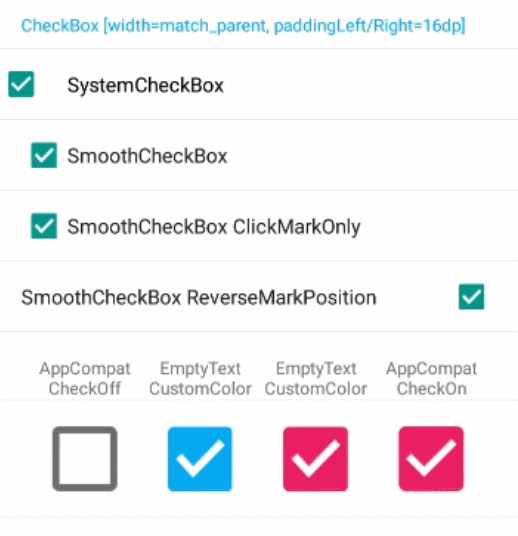 CheckBox [width=match_parent, paddingLeft/Right=16dp]
SystemCheckBox
SmoothCheckBox
SmoothCheckBox ClickMarkOnly
SmoothCheckBox ReverseMarkPosition
AppCompat EmptyText EmptyText AppCompat
CheckOff CustomColor CustomColor CheckOn